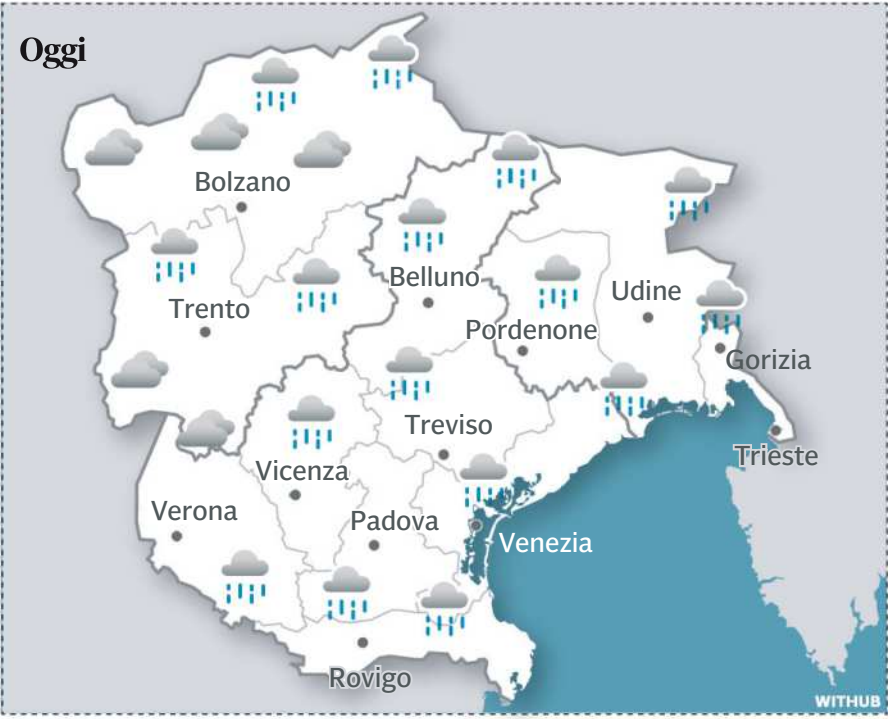 Oggi
Bolzano
Belluno
Trento
Udine
Pordenone
Gorizia
Treviso
Trieste
Vicenza
Verona
Padova
Venezia
Rovigo
WITHUB